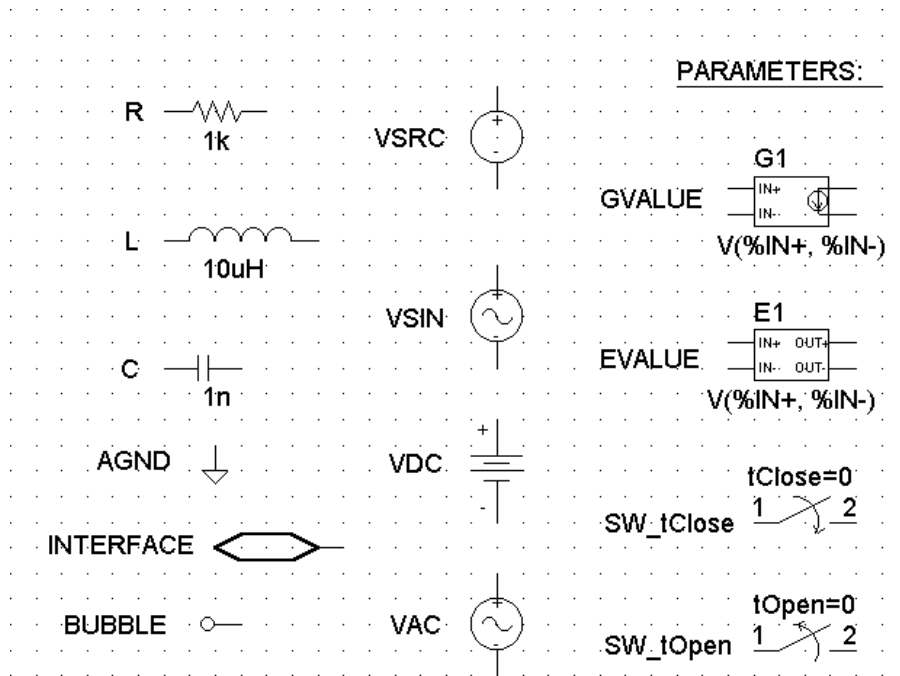 R
1k
L
10uH
C
1n
AGND
INTERFACE
BUBBLE
VSRC
+
-
VSIN
+
VDC
+
-
VAC
+
PARAMETERS:
G1
GVALUE
IN+
IN-
V(%IN+, %IN-)
E1
EVALUE
IN+ OUT+
IN- OUT-
V(%IN+, %IN-)
tClose=0
1 2
SW_tClose
tOpen=0
1 2
SW_tOpen